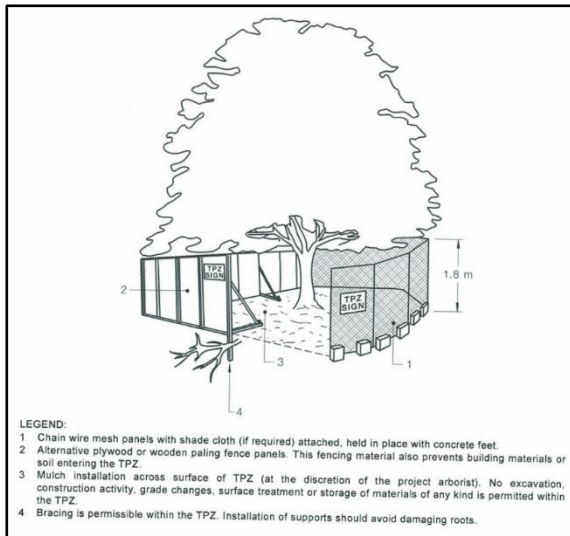 TPZ
SIGN
2
TPZ
SIGN
1.8 m
3
1
4
LEGEND:
1 Chain wire mesh panels with shade cloth (if required) attached, held in place with concrete feet.
2 Alternative plywood or wooden paling fence panels. This fencing material also prevents building materials or
soil entering the TPZ.
3 Mulch installation across surface of TPZ (at the discretion of the project arborist). No excavation,
construction activity, grade changes, surface treatment or storage of materials of any kind is permitted within
the TPZ.
4 Bracing is permissible within the TPZ. Installation of supports should avoid damaging roots.